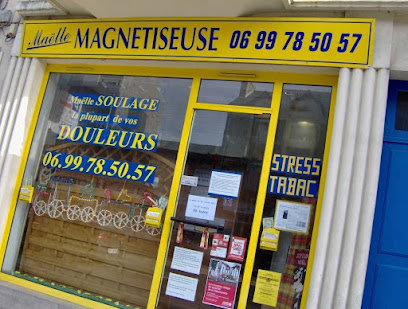 Maëlle MAGNETISEUSE 06 99 78 50 57
Maëlle SOULAGE
la plupart de vos
DOULEURS
06.99.78.50.57
STRESS
TABAC